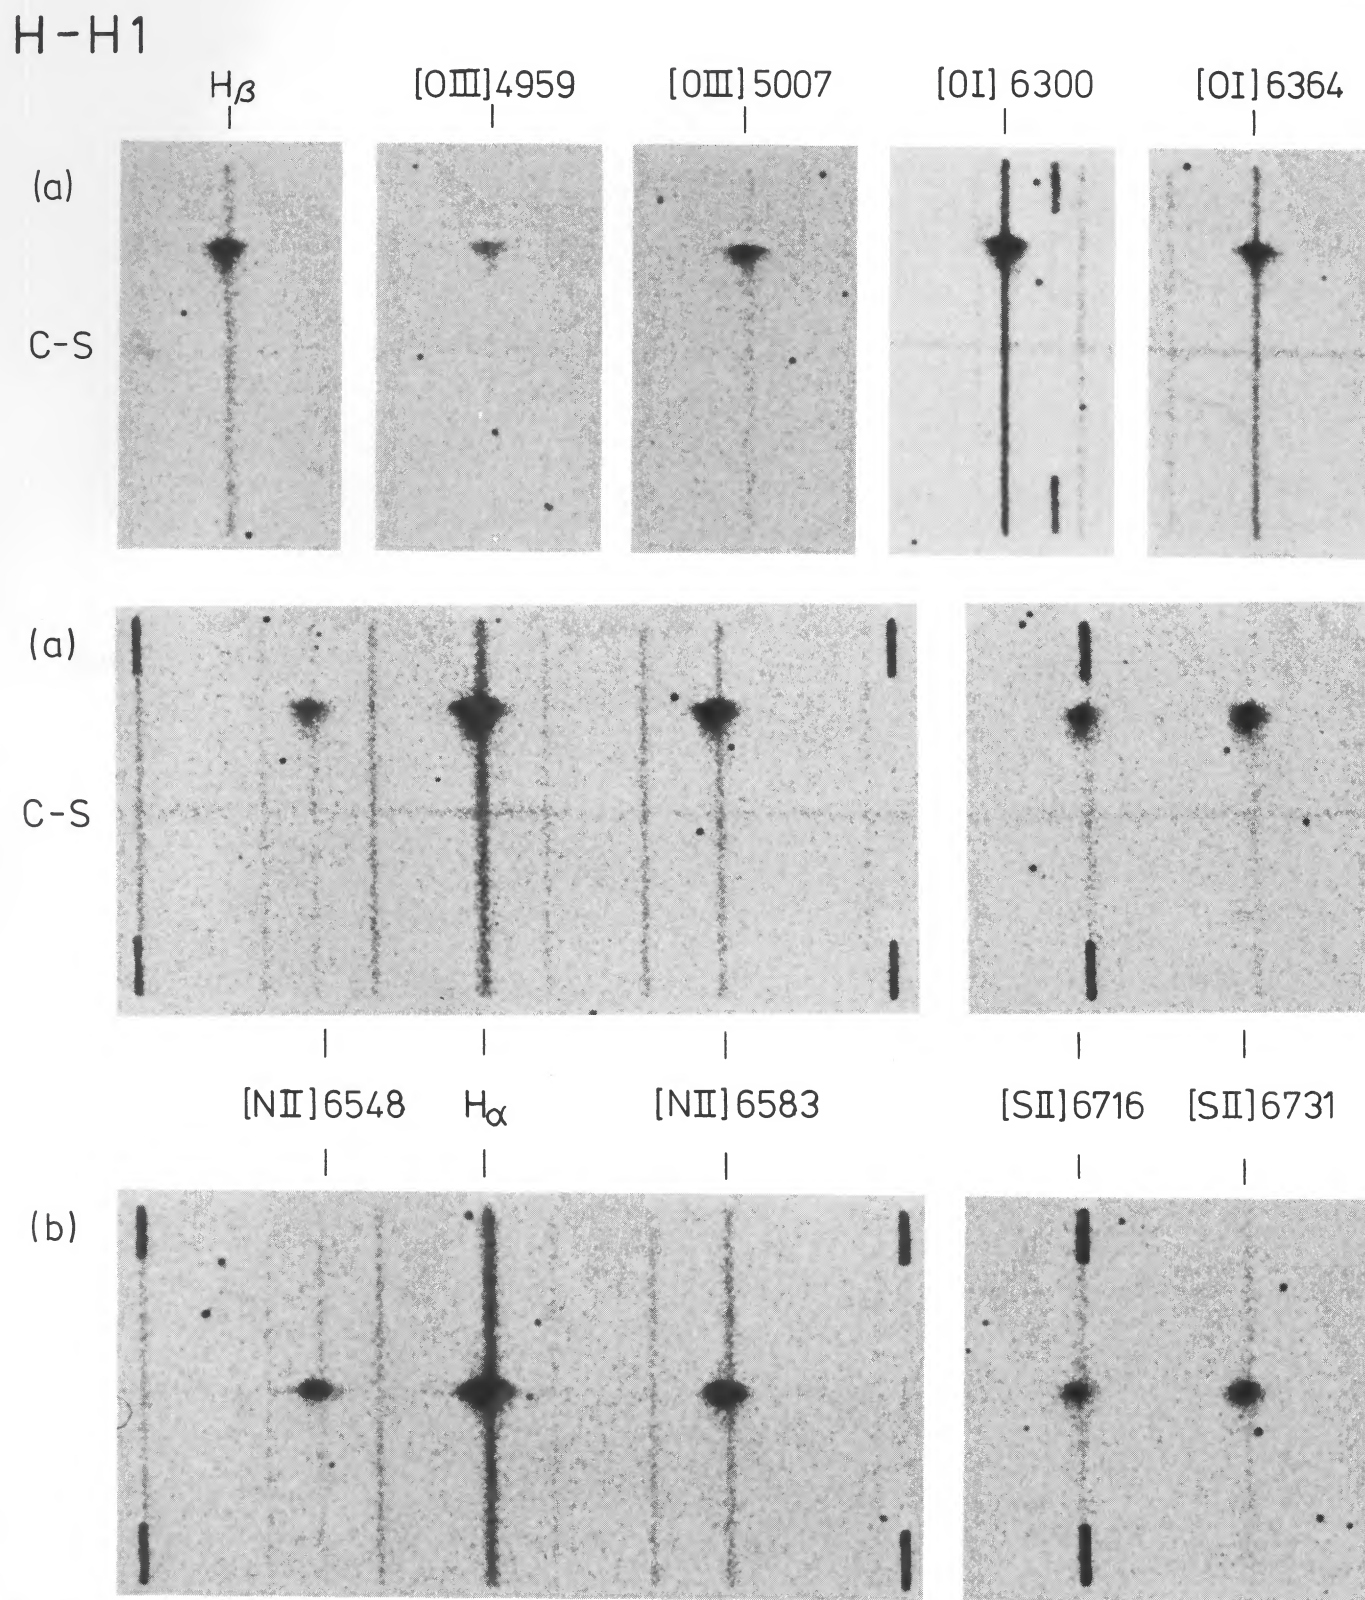 H-H1
Hβ [OIII]4959 [OIII]5007 [OI]6300 [OI]6364
(a)
C-S
(a)
C-S
[NII]6548 Hα [NII]6583 [SII]6716 [SII]6731
(b)